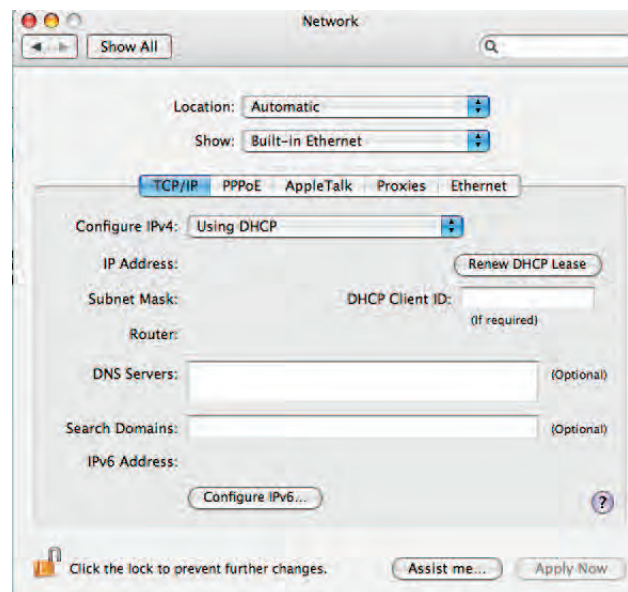 Network
Show All
Location: Automatic
Show: Built-in Ethernet
TCP/IP PPPoE AppleTalk Proxies Ethernet
Configure IPv4: Using DHCP
IP Address: Renew DHCP Lease
Subnet Mask: DHCP Client ID:
(If required)
Router:
DNS Servers: (Optional)
Search Domains: (Optional)
IPv6 Address:
Configure IPv6... ?
Click the lock to prevent further changes. Assist me... Apply Now